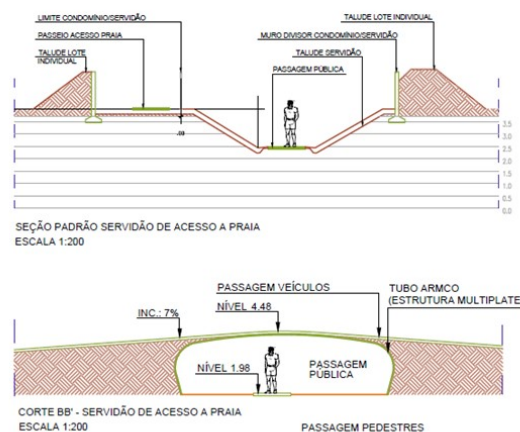 LIMITE CONDOMÍNIO/SERVIDÃO
TALUDE LOTE INDIVIDUAL
PASSEIO ACESSO PRAIA
MURO DIVISOR CONDOMÍNIO/SERVIDÃO
TALUDE LOTE
INDIVIDUAL
TALUDE SERVIDÃO
PASSAGEM PÚBLICA
.03
3,5
3,0
2,5
2,0
1,5
1,0
0,5
0,0
SEÇÃO PADRÃO SERVIDÃO DE ACESSO A PRAIA
ESCALA 1:200
PASSAGEM VEÍCULOS
TUBO ARMCO
(ESTRUTURA MULTIPLATE
INC.: 7%
NÍVEL 4.48
NÍVEL 1.98
PASSAGEM
PÚBLICA
CORTE BB' - SERVIDÃO DE ACESSO A PRAIA
ESCALA 1:200
PASSAGEM PEDESTRES